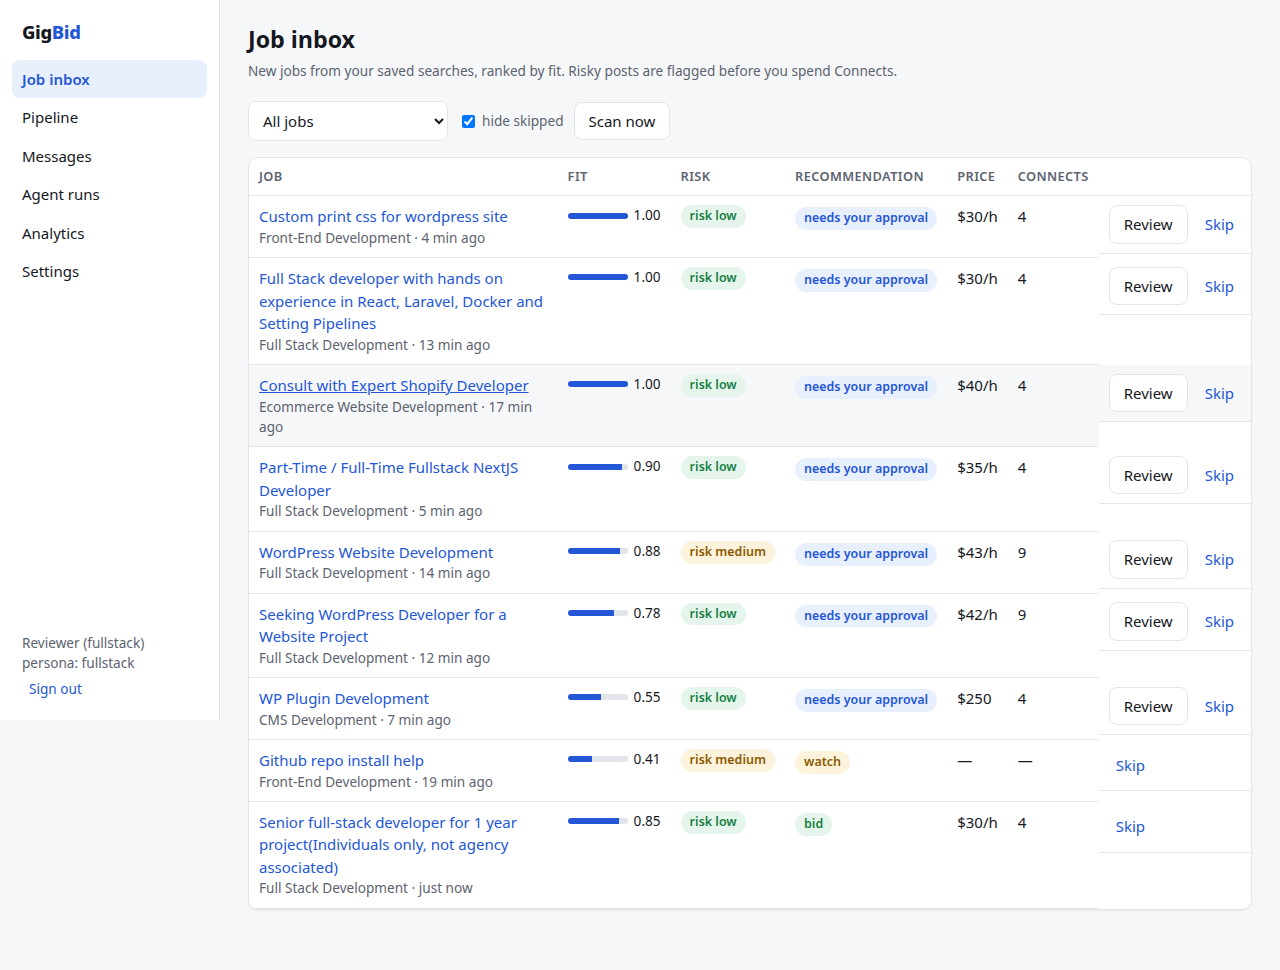 GigBid
Job inbox
Pipeline
Messages
Agent runs
Analytics
Settings
Reviewer (fullstack)
persona: fullstack
Sign out
Job inbox
New jobs from your saved searches, ranked by fit. Risky posts are flagged before you spend Connects.
All jobs hide skipped Scan now
JOB FIT RISK RECOMMENDATION PRICE CONNECTS
Custom print css for wordpress site 1.00 risk low needs your approval $30/h 4 Review Skip
Front-End Development · 4 min ago
Full Stack developer with hands on 1.00 risk low needs your approval $30/h 4 Review Skip
experience in React, Laravel, Docker and
Setting Pipelines
Full Stack Development · 13 min ago
Consult with Expert Shopify Developer 1.00 risk low needs your approval $40/h 4 Review Skip
Ecommerce Website Development · 17 min
ago
Part-Time / Full-Time Fullstack NextJS 0.90 risk low needs your approval $35/h 4 Review Skip
Developer
Full Stack Development · 5 min ago
WordPress Website Development 0.88 risk medium needs your approval $43/h 9 Review Skip
Full Stack Development · 14 min ago
Seeking WordPress Developer for a 0.78 risk low needs your approval $42/h 9 Review Skip
Website Project
Full Stack Development · 12 min ago
WP Plugin Development 0.55 risk low needs your approval $250 4 Review Skip
CMS Development · 7 min ago
Github repo install help 0.41 risk medium watch — — Skip
Front-End Development · 19 min ago
Senior full-stack developer for 1 year 0.85 risk low bid $30/h 4 Skip
project(Individuals only, not agency
associated)
Full Stack Development · just now